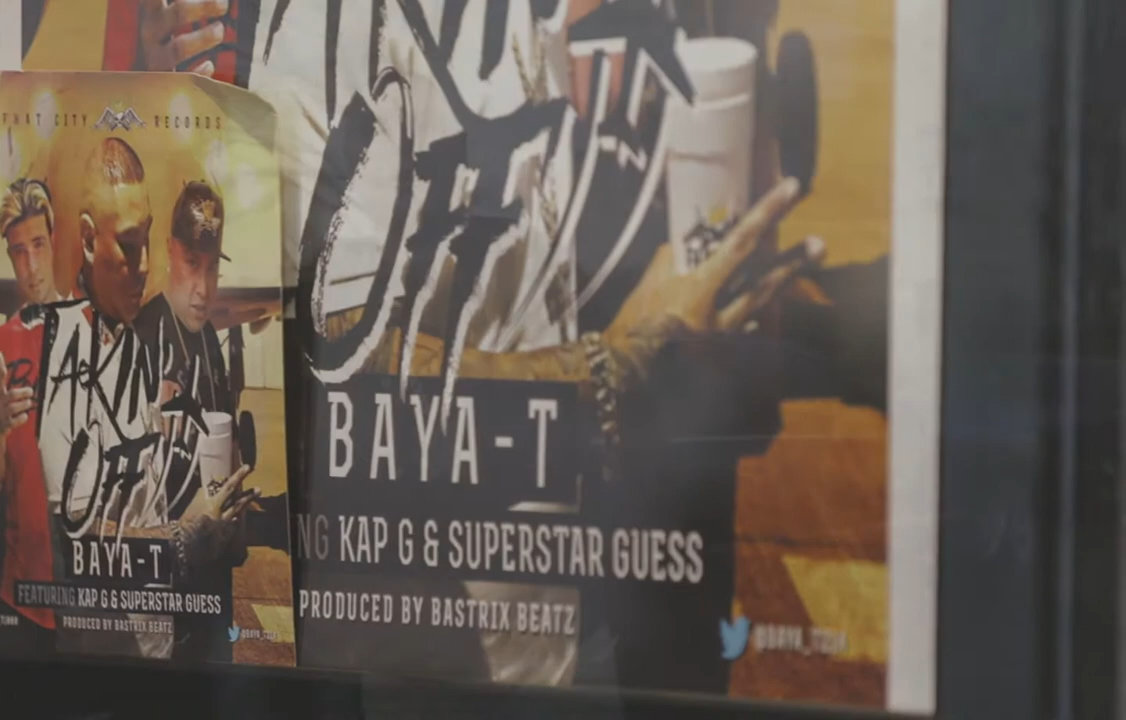 CITY RECORDS
TAKIN'
OFF
BAYA-T
FEATURING KAP G & SUPERSTAR GUESS
PRODUCED BY BASTRIX BEATZ
OFF
BAYA-T
NG KAP G & SUPERSTAR GUESS
PRODUCED BY BASTRIX BEATZ